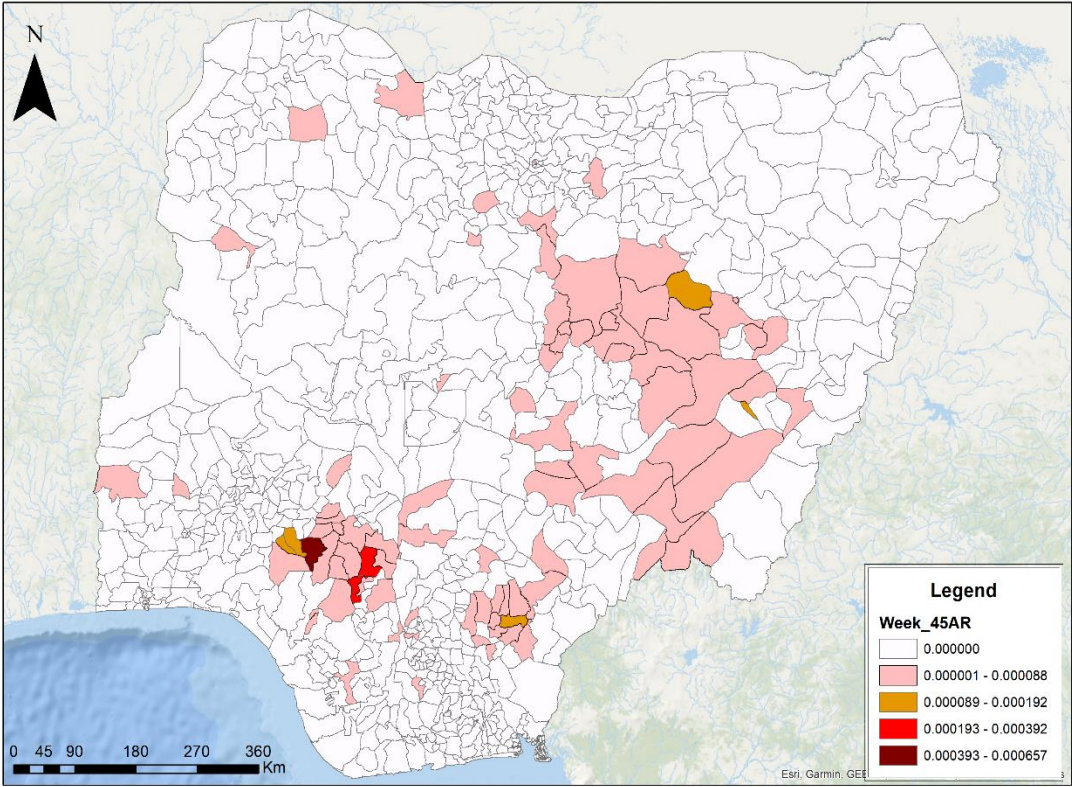 N
Legend
Week_45AR
0.000000
0.000001 - 0.000088
0.000089 - 0.000192
0.000193 - 0.000392
0.000393 - 0.000657
0 45 90 180 270 360
Km
Esri, Garmin,